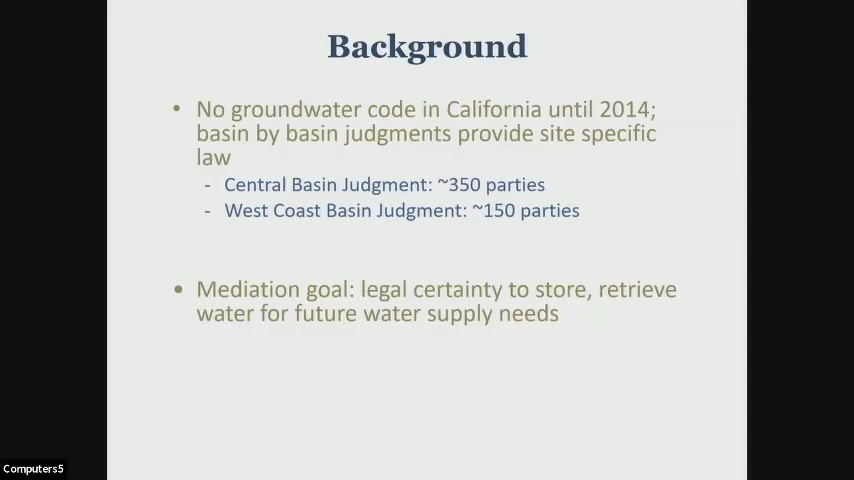 Background
• No groundwater code in California until 2014;
basin by basin judgments provide site specific
law
- Central Basin Judgment: ~350 parties
- West Coast Basin Judgment: ~150 parties
• Mediation goal: legal certainty to store, retrieve
water for future water supply needs
Computers5